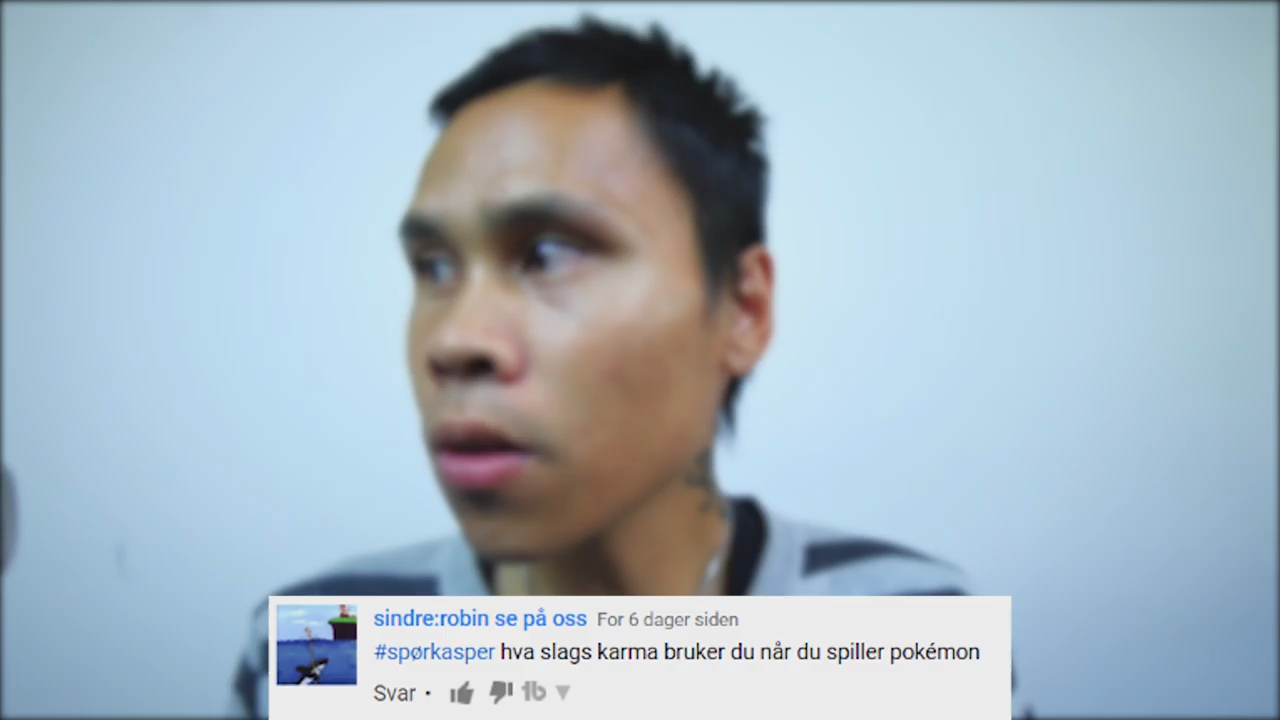 sindre:robin se på oss For 6 dager siden
#spørkasper hva slags karma bruker du når du spiller pokémon
Svar •